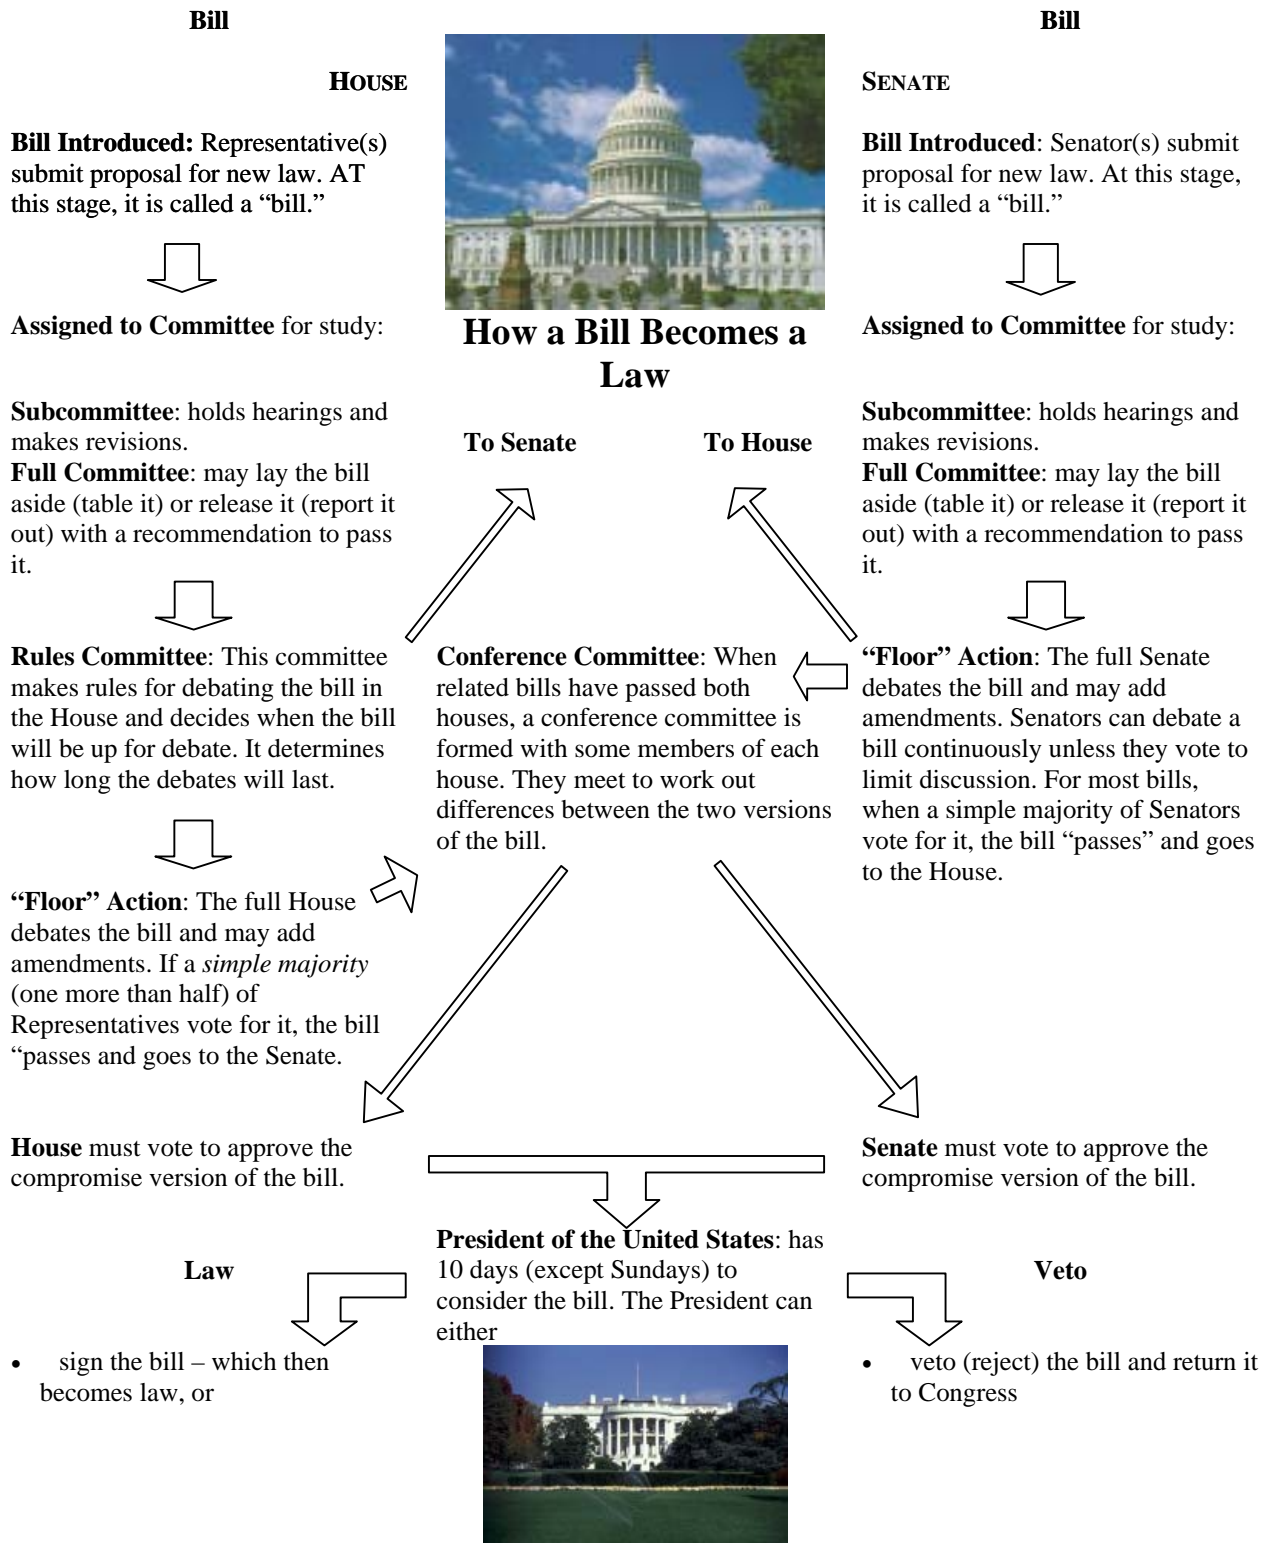 Bill
HOUSE
Bill Introduced: Representative(s)
submit proposal for new law. AT
this stage, it is called a “bill.”
Assigned to Committee for study:
Subcommittee: holds hearings and
makes revisions.
Full Committee: may lay the bill
aside (table it) or release it (report it
out) with a recommendation to pass
it.
Rules Committee: This committee
makes rules for debating the bill in
the House and decides when the bill
will be up for debate. It determines
how long the debates will last.
“Floor” Action: The full House
debates the bill and may add
amendments. If a simple majority
(one more than half) of
Representatives vote for it, the bill
“passes and goes to the Senate.
How a Bill Becomes a
Law
To Senate
To House
Conference Committee: When
related bills have passed both
houses, a conference committee is
formed with some members of each
house. They meet to work out
differences between the two versions
of the bill.
Bill
SENATE
Bill Introduced: Senator(s) submit
proposal for new law. At this stage,
it is called a “bill.”
Assigned to Committee for study:
Subcommittee: holds hearings and
makes revisions.
Full Committee: may lay the bill
aside (table it) or release it (report it
out) with a recommendation to pass
it.
“Floor” Action: The full Senate
debates the bill and may add
amendments. Senators can debate a
bill continuously unless they vote to
limit discussion. For most bills,
when a simple majority of Senators
vote for it, the bill “passes” and goes
to the House.
House must vote to approve the
compromise version of the bill.
Senate must vote to approve the
compromise version of the bill.
President of the United States: has
10 days (except Sundays) to
consider the bill. The President can
either
Law
• sign the bill – which then
becomes law, or
Veto
• veto (reject) the bill and return it
to Congress